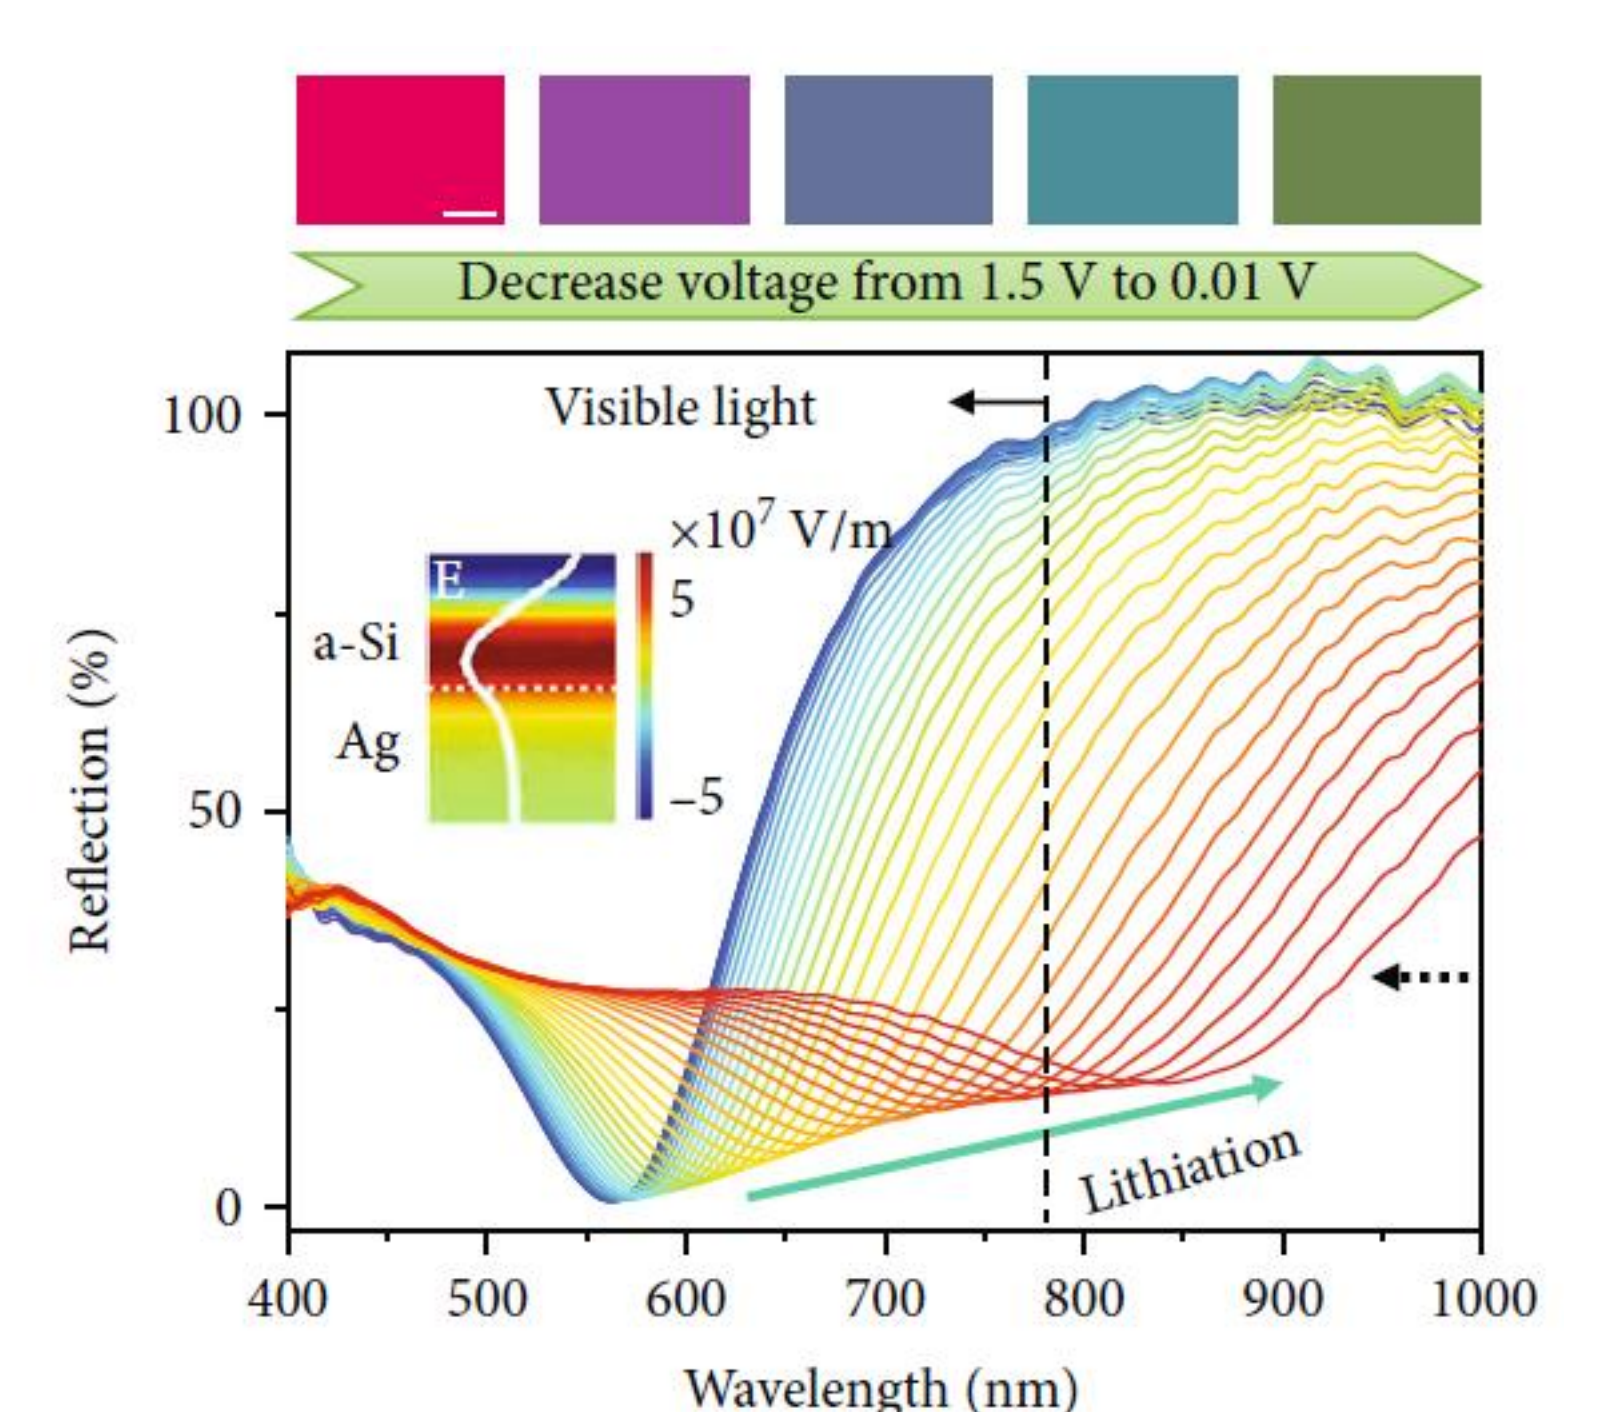 Decrease voltage from 1.5 V to 0.01 V
Visible light
×10⁷ V/m
E
5
a-Si
Ag
−5
Lithiation
Reflection (%)
100
50
0
400 500 600 700 800 900 1000
Wavelength (nm)